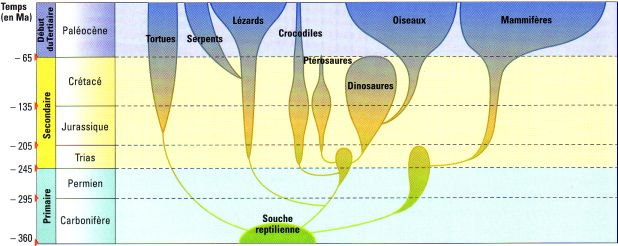 Temps
(en Ma)
Début
du Tertiaire
Paléocène
Tortues
Serpents
Lézards
Crocodiles
Ptérosaures
Dinosaures
Oiseaux
Mammifères
– 65
Secondaire
Crétacé
– 135
Jurassique
– 205
Trias
– 245
Primaire
Permien
– 295
Carbonifère
– 360
Souche
reptilienne